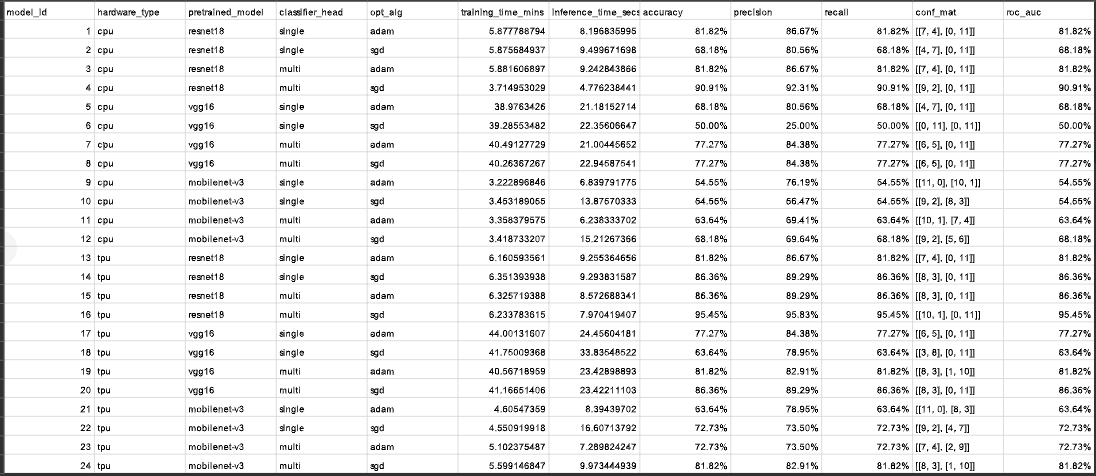 model_id hardware_type pretrained_model classifier_head opt_alg training_time_mins inference_time_secs accuracy precision recall conf_mat roc_auc
1 cpu resnet18 single adam 5.877788794 8.196835995 81.82% 86.67% 81.82% [[7, 4], [0, 11]] 81.82%
2 cpu resnet18 single sgd 5.875684937 9.499671698 68.18% 80.56% 68.18% [[4, 7], [0, 11]] 68.18%
3 cpu resnet18 multi adam 5.881606897 9.242843866 81.82% 86.67% 81.82% [[7, 4], [0, 11]] 81.82%
4 cpu resnet18 multi sgd 3.714953029 4.776238441 90.91% 92.31% 90.91% [[9, 2], [0, 11]] 90.91%
5 cpu vgg16 single adam 38.9763426 21.18152714 68.18% 80.56% 68.18% [[4, 7], [0, 11]] 68.18%
6 cpu vgg16 single sgd 39.28553482 22.35606647 50.00% 25.00% 50.00% [[0, 11], [0, 11]] 50.00%
7 cpu vgg16 multi adam 40.49127729 21.00445652 77.27% 84.38% 77.27% [[6, 5], [0, 11]] 77.27%
8 cpu vgg16 multi sgd 40.26367267 22.94587541 77.27% 84.38% 77.27% [[6, 5], [0, 11]] 77.27%
9 cpu mobilenet-v3 single adam 3.222896846 6.839791775 54.55% 76.19% 54.55% [[11, 0], [10, 1]] 54.55%
10 cpu mobilenet-v3 single sgd 3.453189055 13.87570333 54.55% 56.47% 54.55% [[9, 2], [8, 3]] 54.55%
11 cpu mobilenet-v3 multi adam 3.358379575 6.238333702 63.64% 69.41% 63.64% [[10, 1], [7, 4]] 63.64%
12 cpu mobilenet-v3 multi sgd 3.418733207 15.21267366 68.18% 69.64% 68.18% [[9, 2], [5, 6]] 68.18%
13 tpu resnet18 single adam 6.160593561 9.255364656 81.82% 86.67% 81.82% [[7, 4], [0, 11]] 81.82%
14 tpu resnet18 single sgd 6.351393938 9.293831587 86.36% 89.29% 86.36% [[8, 3], [0, 11]] 86.36%
15 tpu resnet18 multi adam 6.325719388 8.572688341 86.36% 89.29% 86.36% [[8, 3], [0, 11]] 86.36%
16 tpu resnet18 multi sgd 6.233783615 7.970419407 95.45% 95.83% 95.45% [[10, 1], [0, 11]] 95.45%
17 tpu vgg16 single adam 44.00131607 24.45604181 77.27% 84.38% 77.27% [[6, 5], [0, 11]] 77.27%
18 tpu vgg16 single sgd 41.75009368 33.83548522 63.64% 78.95% 63.64% [[3, 8], [0, 11]] 63.64%
19 tpu vgg16 multi adam 40.56718959 23.42898893 81.82% 82.91% 81.82% [[8, 3], [1, 10]] 81.82%
20 tpu vgg16 multi sgd 41.16651406 23.42211103 86.36% 89.29% 86.36% [[8, 3], [0, 11]] 86.36%
21 tpu mobilenet-v3 single adam 4.60547359 8.39439702 63.64% 78.95% 63.64% [[11, 0], [8, 3]] 63.64%
22 tpu mobilenet-v3 single sgd 4.550919918 16.60713792 72.73% 73.50% 72.73% [[9, 2], [4, 7]] 72.73%
23 tpu mobilenet-v3 multi adam 5.102375487 7.289824247 72.73% 73.50% 72.73% [[7, 4], [2, 9]] 72.73%
24 tpu mobilenet-v3 multi sgd 5.599146847 9.973444939 81.82% 82.91% 81.82% [[8, 3], [1, 10]] 81.82%